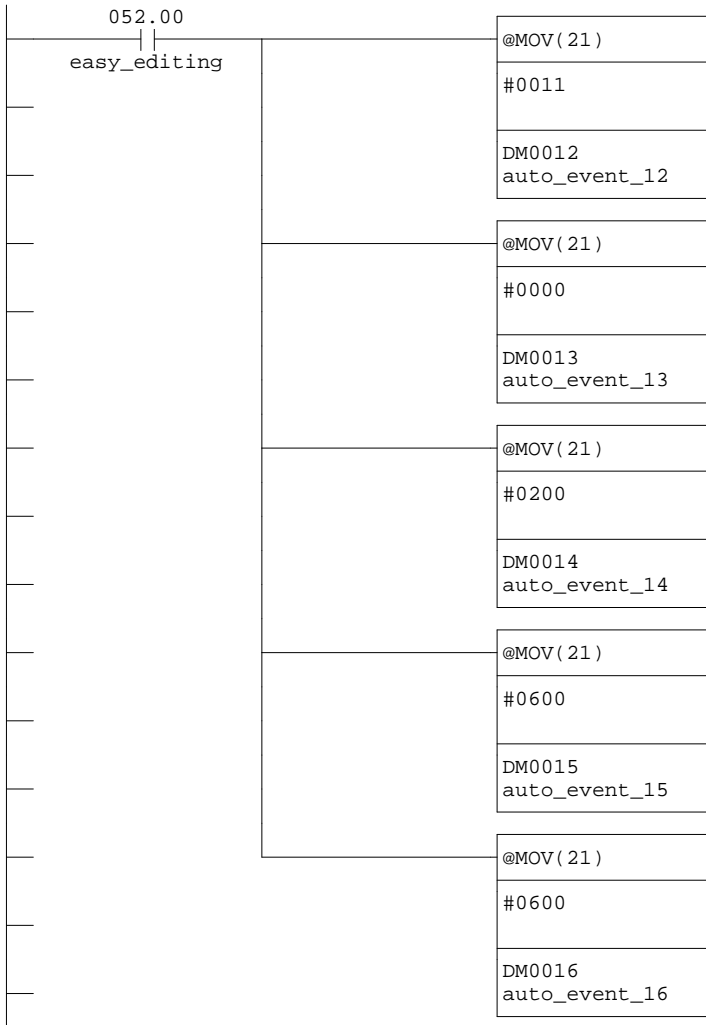 052.00
easy_editing
@MOV(21)
#0011
DM0012
auto_event_12
@MOV(21)
#0000
DM0013
auto_event_13
@MOV(21)
#0200
DM0014
auto_event_14
@MOV(21)
#0600
DM0015
auto_event_15
@MOV(21)
#0600
DM0016
auto_event_16